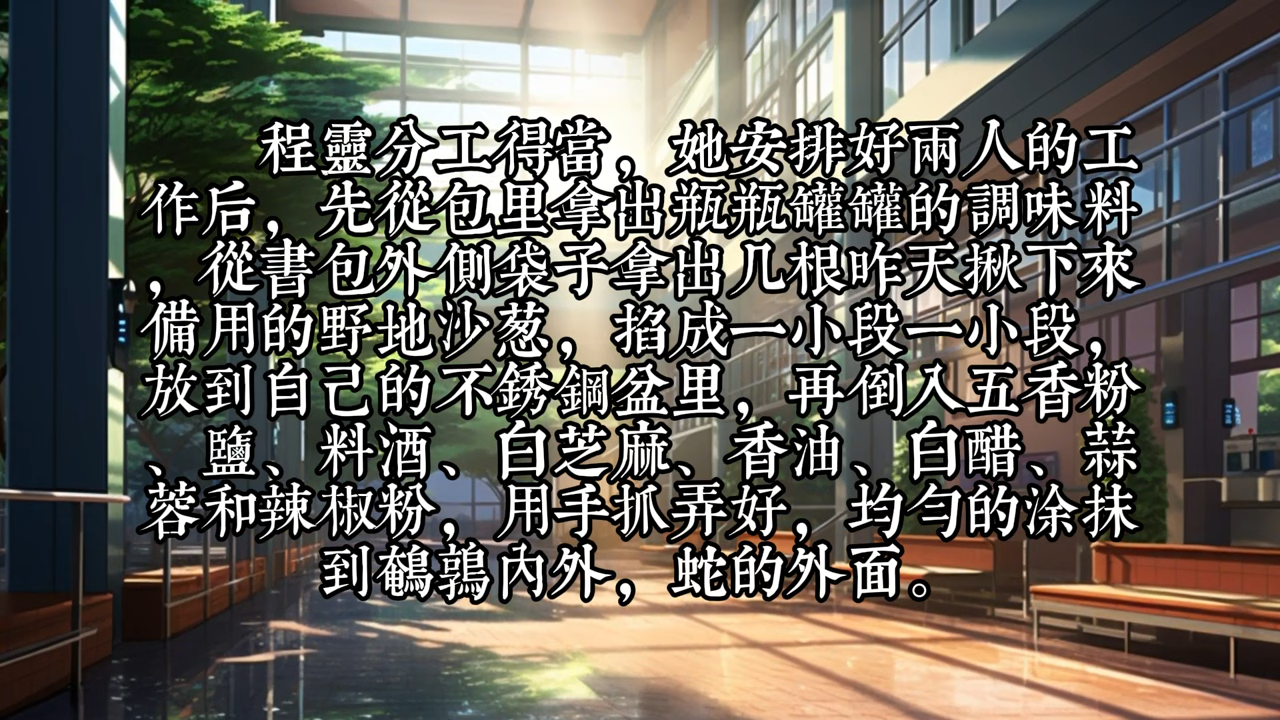 程靈分工得當，她安排好兩人的工
作后，先從包里拿出瓶瓶罐罐的調味料
，從書包外側袋子拿出几根昨天揪下來
備用的野地沙葱，掐成一小段一小段，
放到自己的不銹鋼盆里，再倒入五香粉
、鹽、料酒、白芝麻、香油、白醋、蒜
蓉和辣椒粉，用手抓弄好，均勻的涂抹
到鵪鶉內外，蛇的外面。